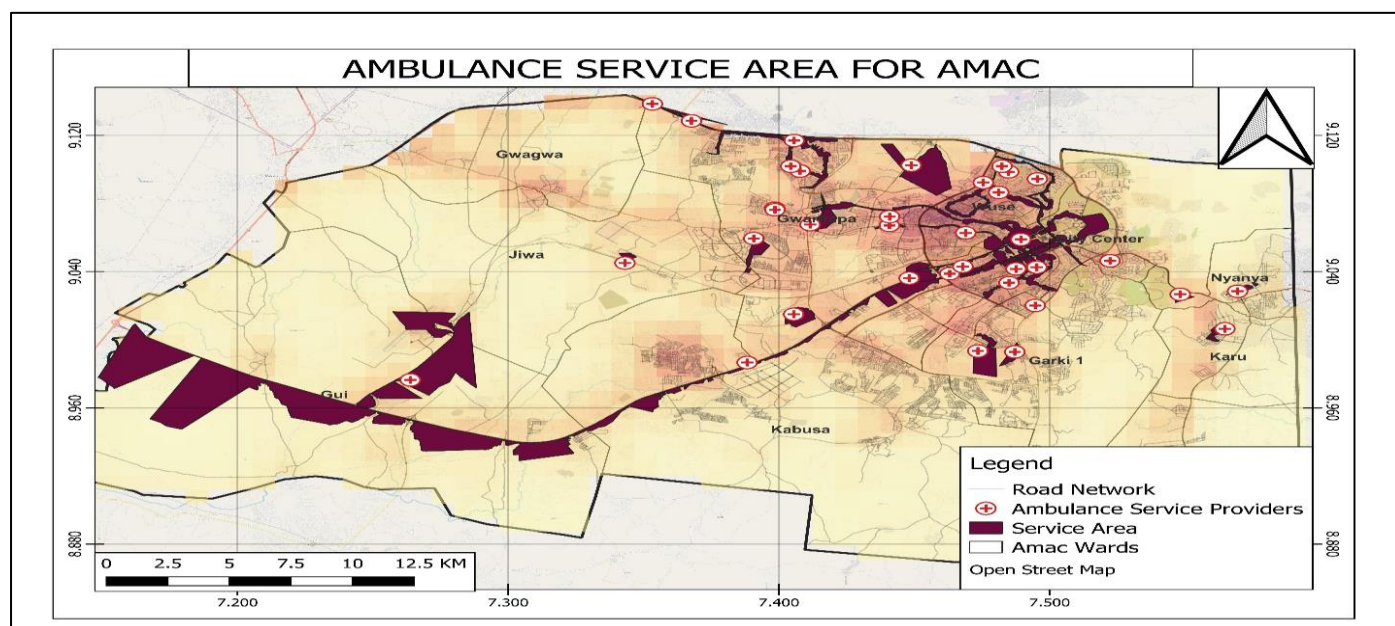 AMBULANCE SERVICE AREA FOR AMAC
9.120
9.120
Gwagwa
Wuse
Gwarinpa
City Center
Jiwa
9.040
9.040
Nyanya
Garki 1
Karu
Gui
8.960
8.960
Kabusa
Legend
Road Network
Ambulance Service Providers
Service Area
Amac Wards
Open Street Map
8.880
8.880
0 2.5 5 7.5 10 12.5 KM
7.200 7.300 7.400 7.500